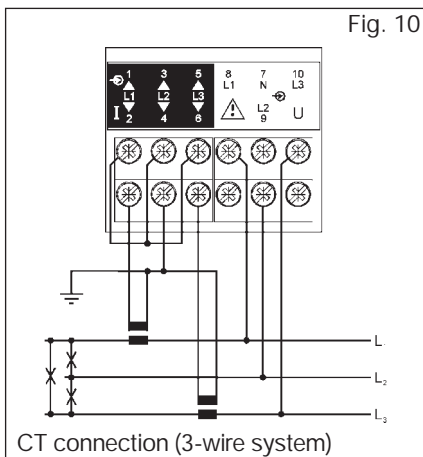 Fig. 10
1 3 5 8 7 10
L1 N L3
L1 L2 L3
I 2 4 6 L2 9 U
L
L2
L3
CT connection (3-wire system)